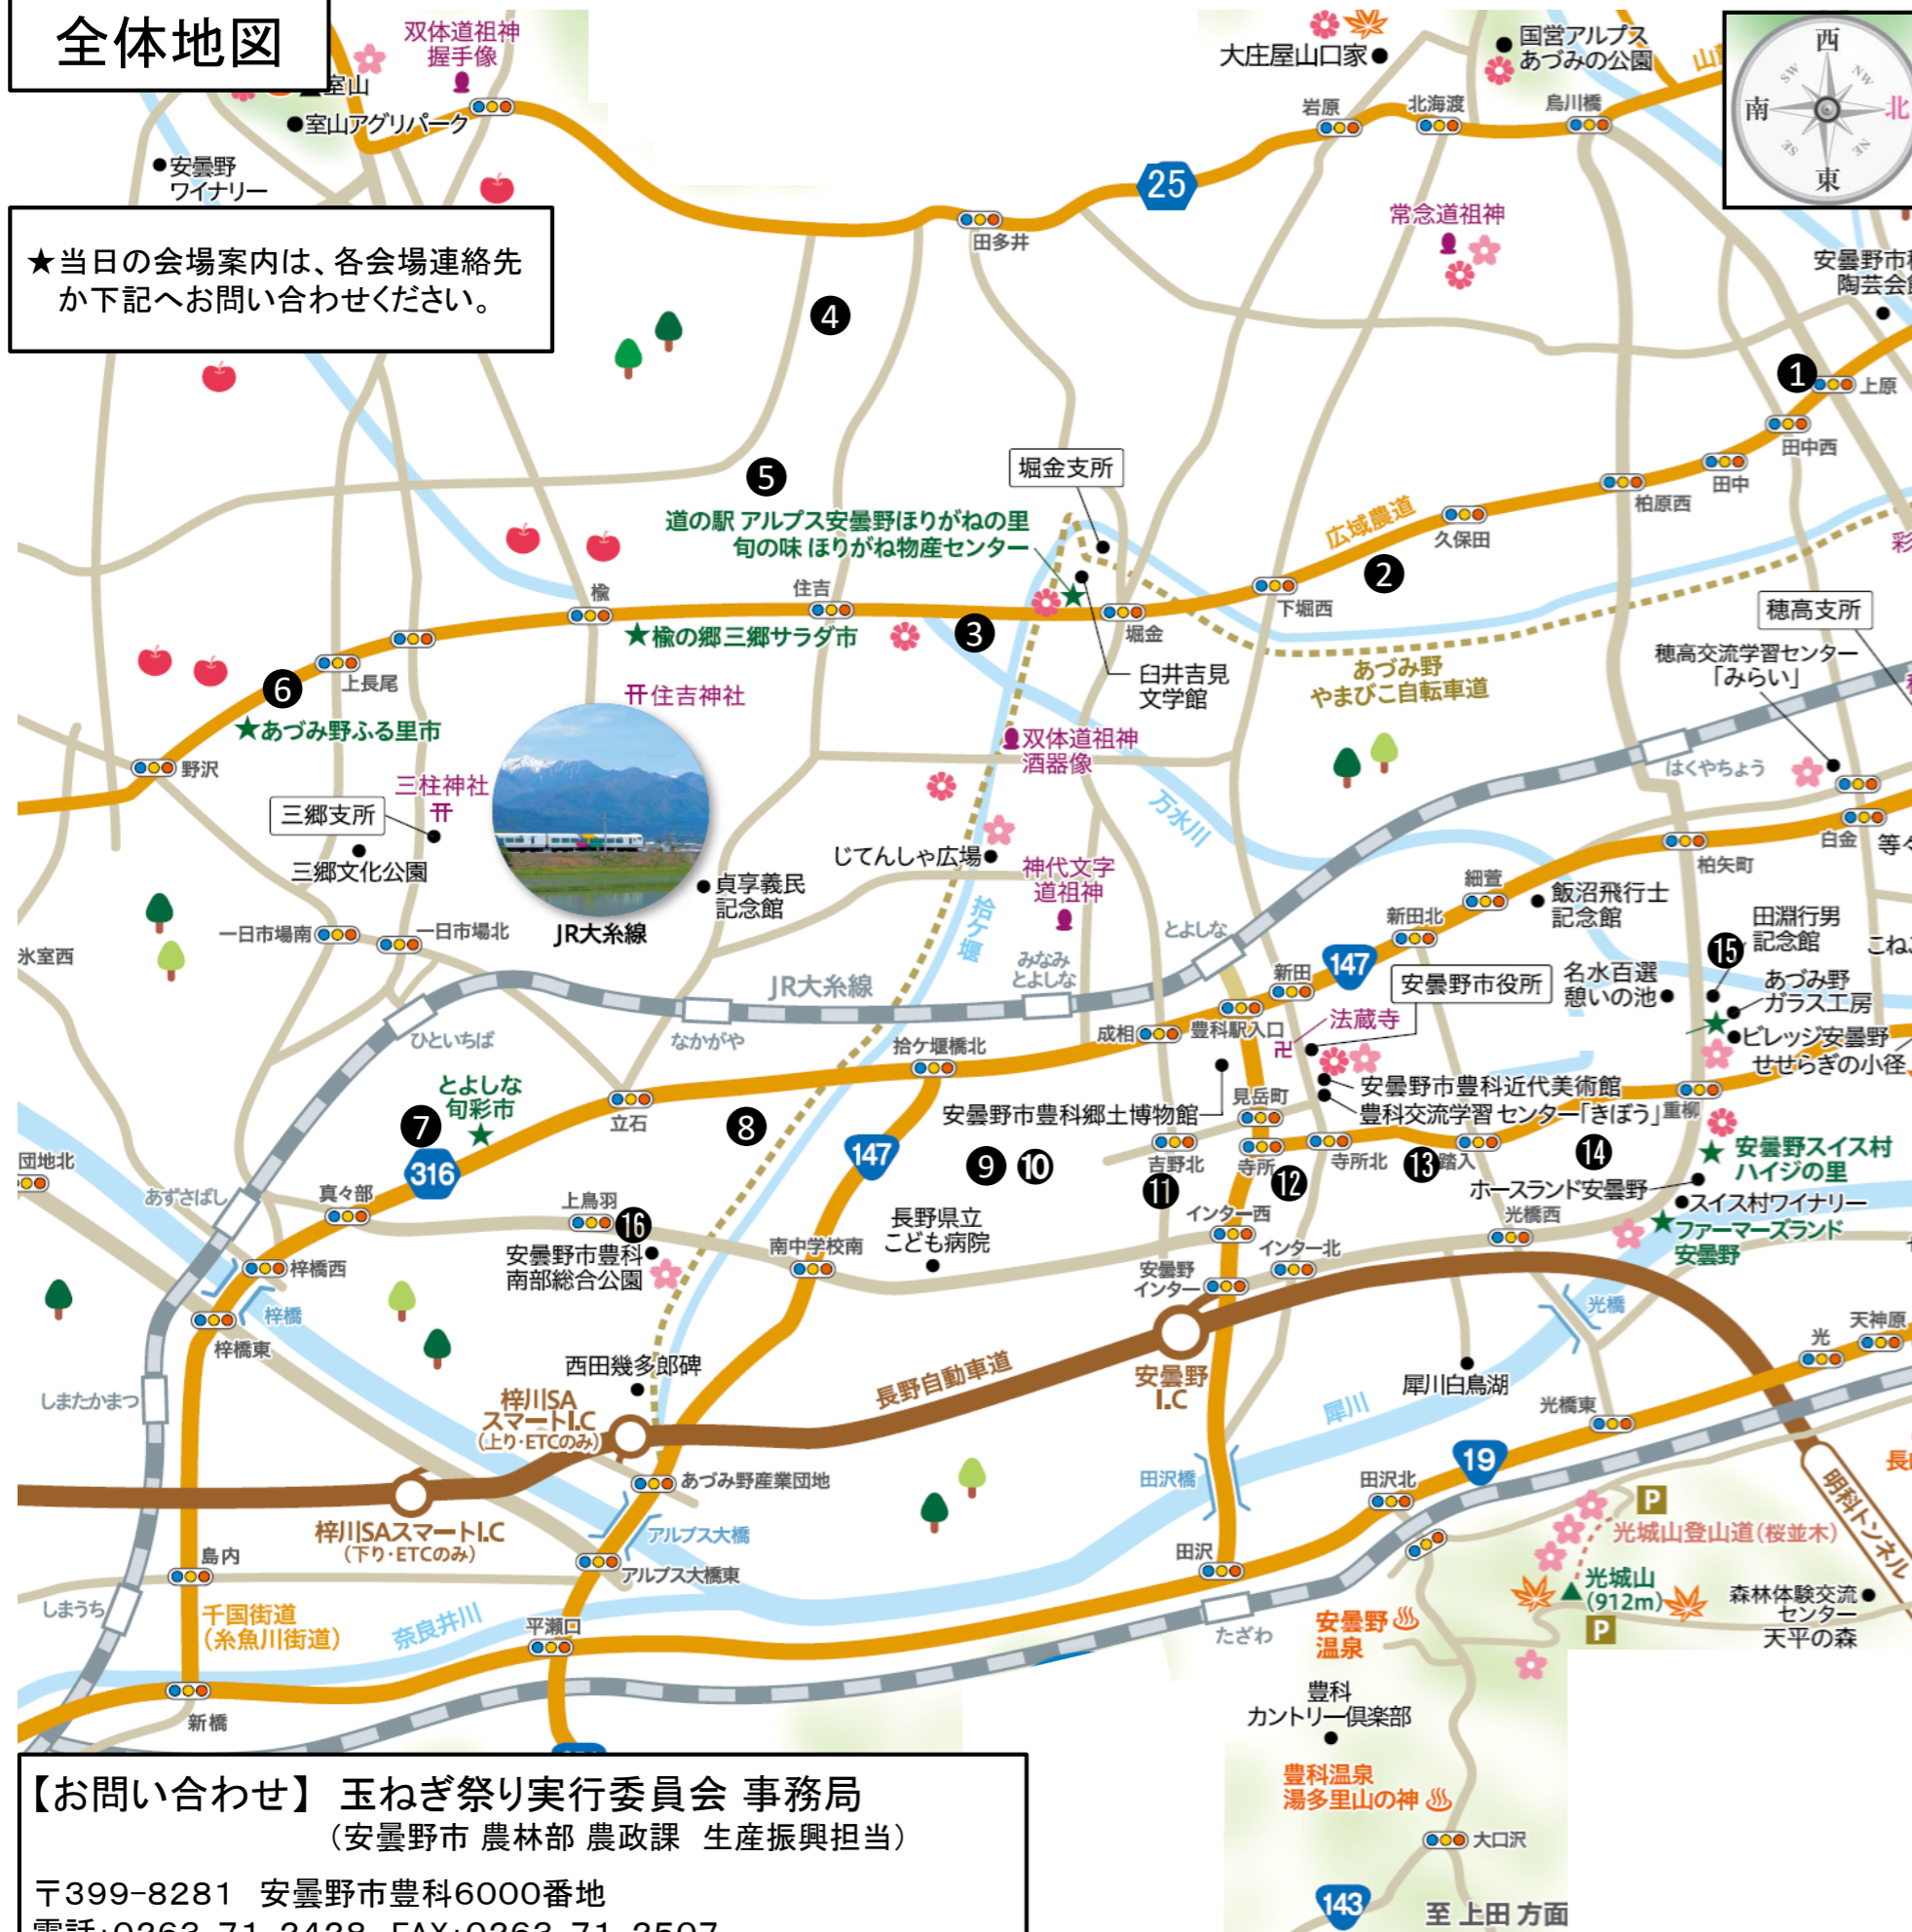 全体地図
双体道祖神
握手像
室山
室山アグリパーク
安曇野
ワイナリー
★当日の会場案内は、各会場連絡先
か下記へお問い合わせください。
大庄屋山口家
国営アルプス
あづみの公園
岩原
北海渡
烏川橋
西
南
北
東
SW
NW
SE
NE
25
田多井
常念道祖神
陶芸会
4
1
上原
田中西
田中
柏原西
5
堀金支所
道の駅 アルプス安曇野ほりがねの里
旬の味 ほりがね物産センター
広域農道
久保田
2
楡
住吉
★楡の郷三郷サラダ市
3
堀金
下堀西
穂高支所
穂高交流学習センター
「みらい」
臼井吉見
文学館
あづみ野
やまびこ自転車道
6
上長尾
★あづみ野ふる里市
住吉神社
野沢
三柱神社
三郷支所
三郷文化公園
双体道祖神
酒器像
万水川
はくやちょう
白金
柏矢町
じてんしゃ広場
神代文字
道祖神
貞享義民
記念館
JR大糸線
拾ケ堰
細萱
飯沼飛行士
記念館
新田北
田淵行男
記念館
15
とよしな
一日市場南
一日市場北
氷室西
JR大糸線
みなみ
とよしな
新田
147
安曇野市役所
名水百選
憩いの池
あづみ野
ガラス工房
法蔵寺
ビレッジ安曇野
せせらぎの小径
ひといちば
なかがや
拾ケ堰橋北
成相
豊科駅入口
とよしな
旬彩市
7
316
立石
8
147
安曇野市豊科郷土博物館
見岳町
安曇野市豊科近代美術館
豊科交流学習センター「きぼう」
重柳
9
10
吉野北
11
寺所
12
寺所北
13
踏入
14
安曇野スイス村
ハイジの里
ホースランド安曇野
スイス村ワイナリー
光橋西
ファーマーズランド
安曇野
団地北
あずさばし
真々部
上鳥羽
16
安曇野市豊科
南部総合公園
南中学校南
長野県立
こども病院
インター西
インター北
安曇野
インター
梓橋西
梓橋
梓橋東
光橋
天神原
光
西田幾多郎碑
長野自動車道
安曇野
I.C
しまたかまつ
梓川SA
スマートI.C
(上り・ETCのみ)
犀川
犀川白鳥湖
光橋東
19
あづみ野産業団地
田沢橋
田沢北
梓川SAスマートI.C
(下り・ETCのみ)
アルプス大橋
P
光城山登山道(桜並木)
明科トンネル
島内
アルプス大橋東
田沢
光城山
(912m)
P
森林体験交流
センター
天平の森
しまうち
千国街道
(糸魚川街道)
奈良井川
平瀬口
たざわ
安曇野
温泉
新橋
豊科
カントリー倶楽部
豊科温泉
湯多里山の神
大口沢
143
至 上田 方面
【お問い合わせ】 玉ねぎ祭り実行委員会 事務局
（安曇野市 農林部 農政課 生産振興担当）
〒399-8281 安曇野市豊科6000番地